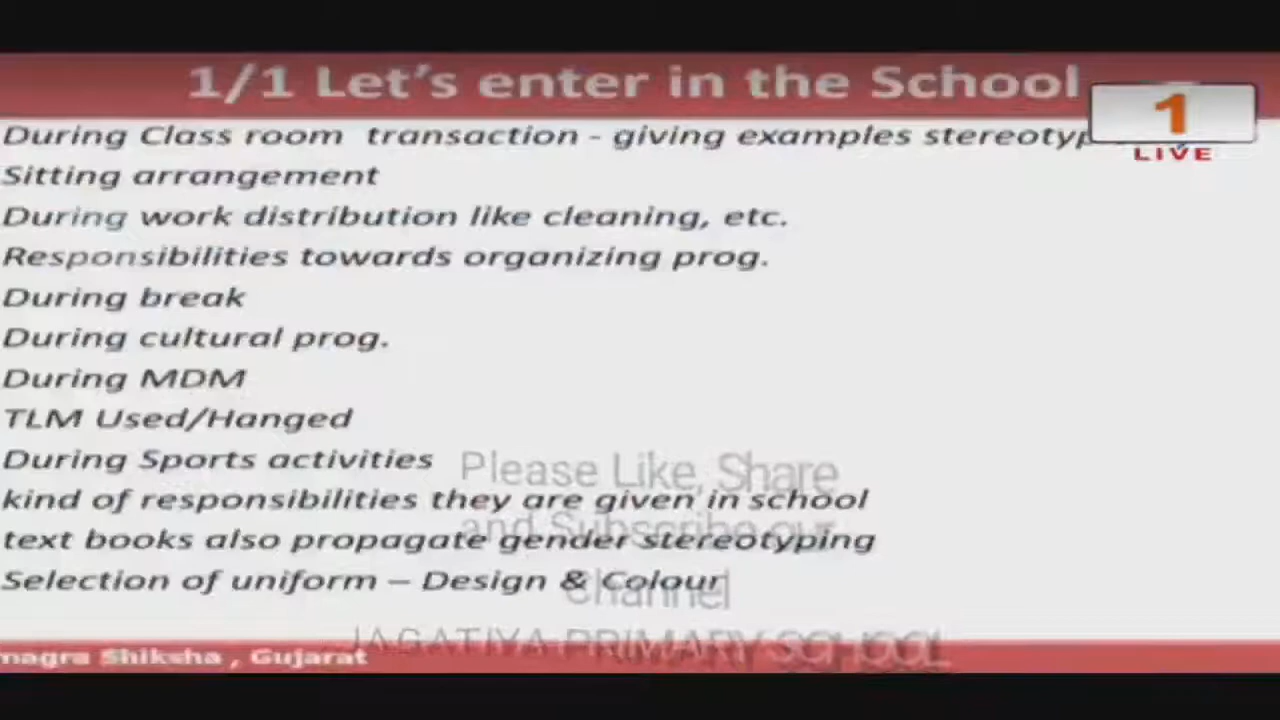 1/1 Let's enter in the School
1
LIVE
During Class room transaction - giving examples stereotyp
Sitting arrangement
During work distribution like cleaning, etc.
Responsibilities towards organizing prog.
During break
During cultural prog.
During MDM
TLM Used/Hanged
During Sports activities
kind of responsibilities they are given in school
text books also propagate gender stereotyping
Selection of uniform – Design & Colour
Please Like, Share
and Subscribe our
Channel
JAGATIYA PRIMARY SCHOOL
magra Shiksha , Gujarat